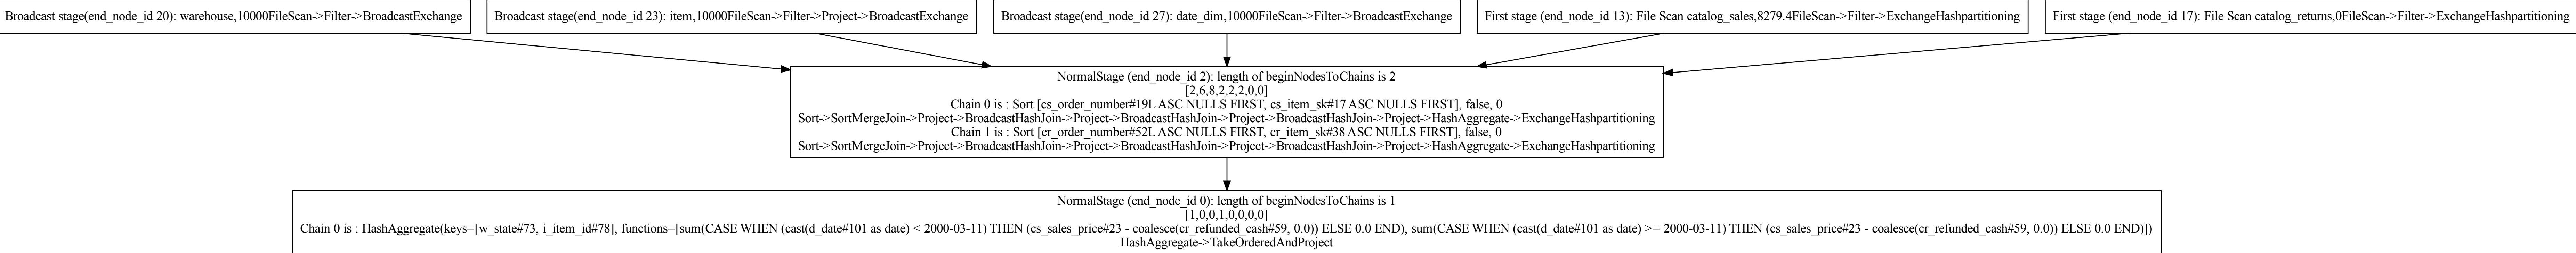 Broadcast stage(end_node_id 20): warehouse,10000FileScan->Filter->BroadcastExchange
Broadcast stage(end_node_id 23): item,10000FileScan->Filter->Project->BroadcastExchange
Broadcast stage(end_node_id 27): date_dim,10000FileScan->Filter->BroadcastExchange
First stage (end_node_id 13): File Scan catalog_sales,8279.4FileScan->Filter->ExchangeHashpartitioning
First stage (end_node_id 17): File Scan catalog_returns,0FileScan->Filter->ExchangeHashpartitioning
NormalStage (end_node_id 2): length of beginNodesToChains is 2
[2,6,8,2,2,2,0,0]
Chain 0 is : Sort [cs_order_number#19L ASC NULLS FIRST, cs_item_sk#17 ASC NULLS FIRST], false, 0
Sort->SortMergeJoin->Project->BroadcastHashJoin->Project->BroadcastHashJoin->Project->BroadcastHashJoin->Project->HashAggregate->ExchangeHashpartitioning
Chain 1 is : Sort [cr_order_number#52L ASC NULLS FIRST, cr_item_sk#38 ASC NULLS FIRST], false, 0
Sort->SortMergeJoin->Project->BroadcastHashJoin->Project->BroadcastHashJoin->Project->BroadcastHashJoin->Project->HashAggregate->ExchangeHashpartitioning
NormalStage (end_node_id 0): length of beginNodesToChains is 1
[1,0,0,1,0,0,0,0]
Chain 0 is : HashAggregate(keys=[w_state#73, i_item_id#78], functions=[sum(CASE WHEN (cast(d_date#101 as date) < 2000-03-11) THEN (cs_sales_price#23 - coalesce(cr_refunded_cash#59, 0.0)) ELSE 0.0 END), sum(CASE WHEN (cast(d_date#101 as date) >= 2000-03-11) THEN (cs_sales_price#23 - coalesce(cr_refunded_cash#59, 0.0)) ELSE 0.0 END)])
HashAggregate->TakeOrderedAndProject